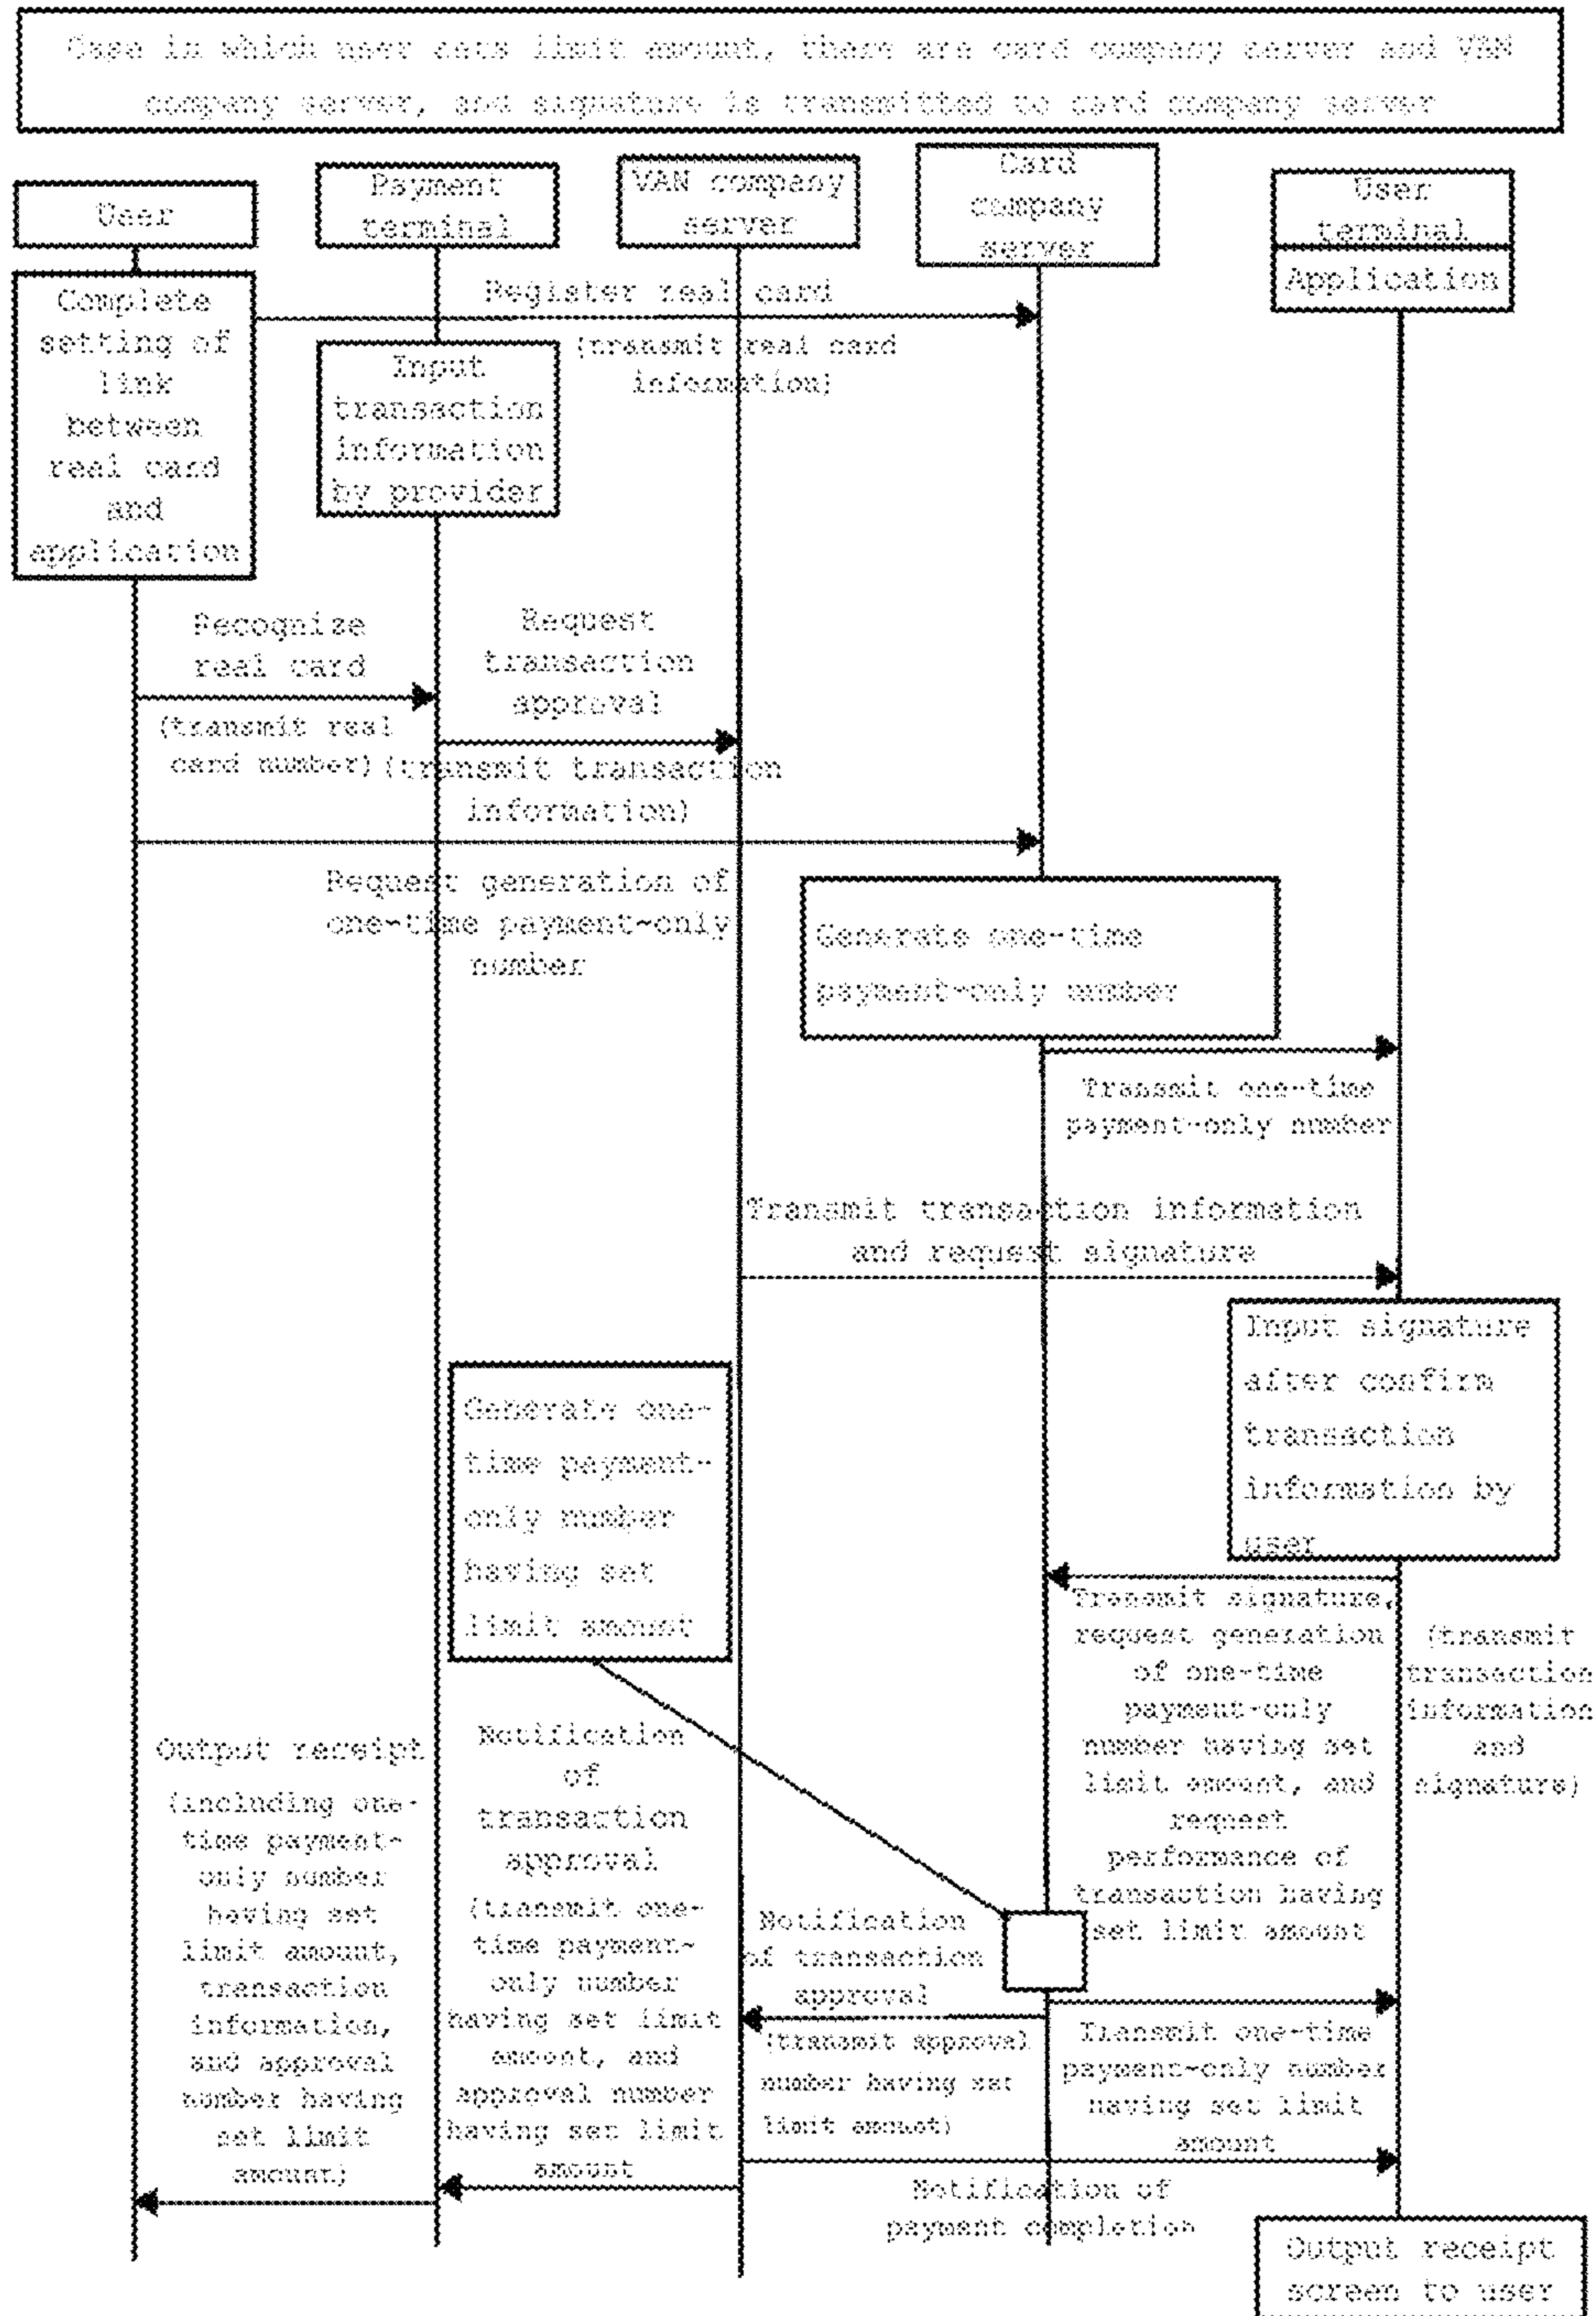 Case in which user sets limit amount, there are card company server and VAN
company server, and signature is transmitted to card company server
User
Payment
terminal
VAN company
server
Card
company
server
User
terminal
Application
Complete
setting of
link
between
real card
and
application
Register real card
(transmit real card
information)
Input
transaction
information
by provider
Recognize
real card
(transmit real
card number)
Request
transaction
approval
(transmit transaction
information)
Request generation of
one-time payment-only
number
Generate one-time
payment-only number
Transmit one-time
payment-only number
Transmit transaction information
and request signature
Input signature
after confirm
transaction
information by
user
Generate one-
time payment-
only number
having set
limit amount
Transmit signature,
request generation
of one-time
payment-only
number having set
limit amount, and
request
performance of
transaction having
set limit amount
(transmit
transaction
information
and
signature)
Output receipt
(including one-
time payment-
only number
having set
limit amount,
transaction
information,
and approval
number having
set limit
amount)
Notification
of
transaction
approval
(transmit one-
time payment-
only number
having set limit
amount, and
approval number
having set limit
amount
Notification
of transaction
approval
(transmit approval
number having set
limit amount)
Transmit one-time
payment-only number
having set limit
amount
Notification of
payment completion
Output receipt
screen to user